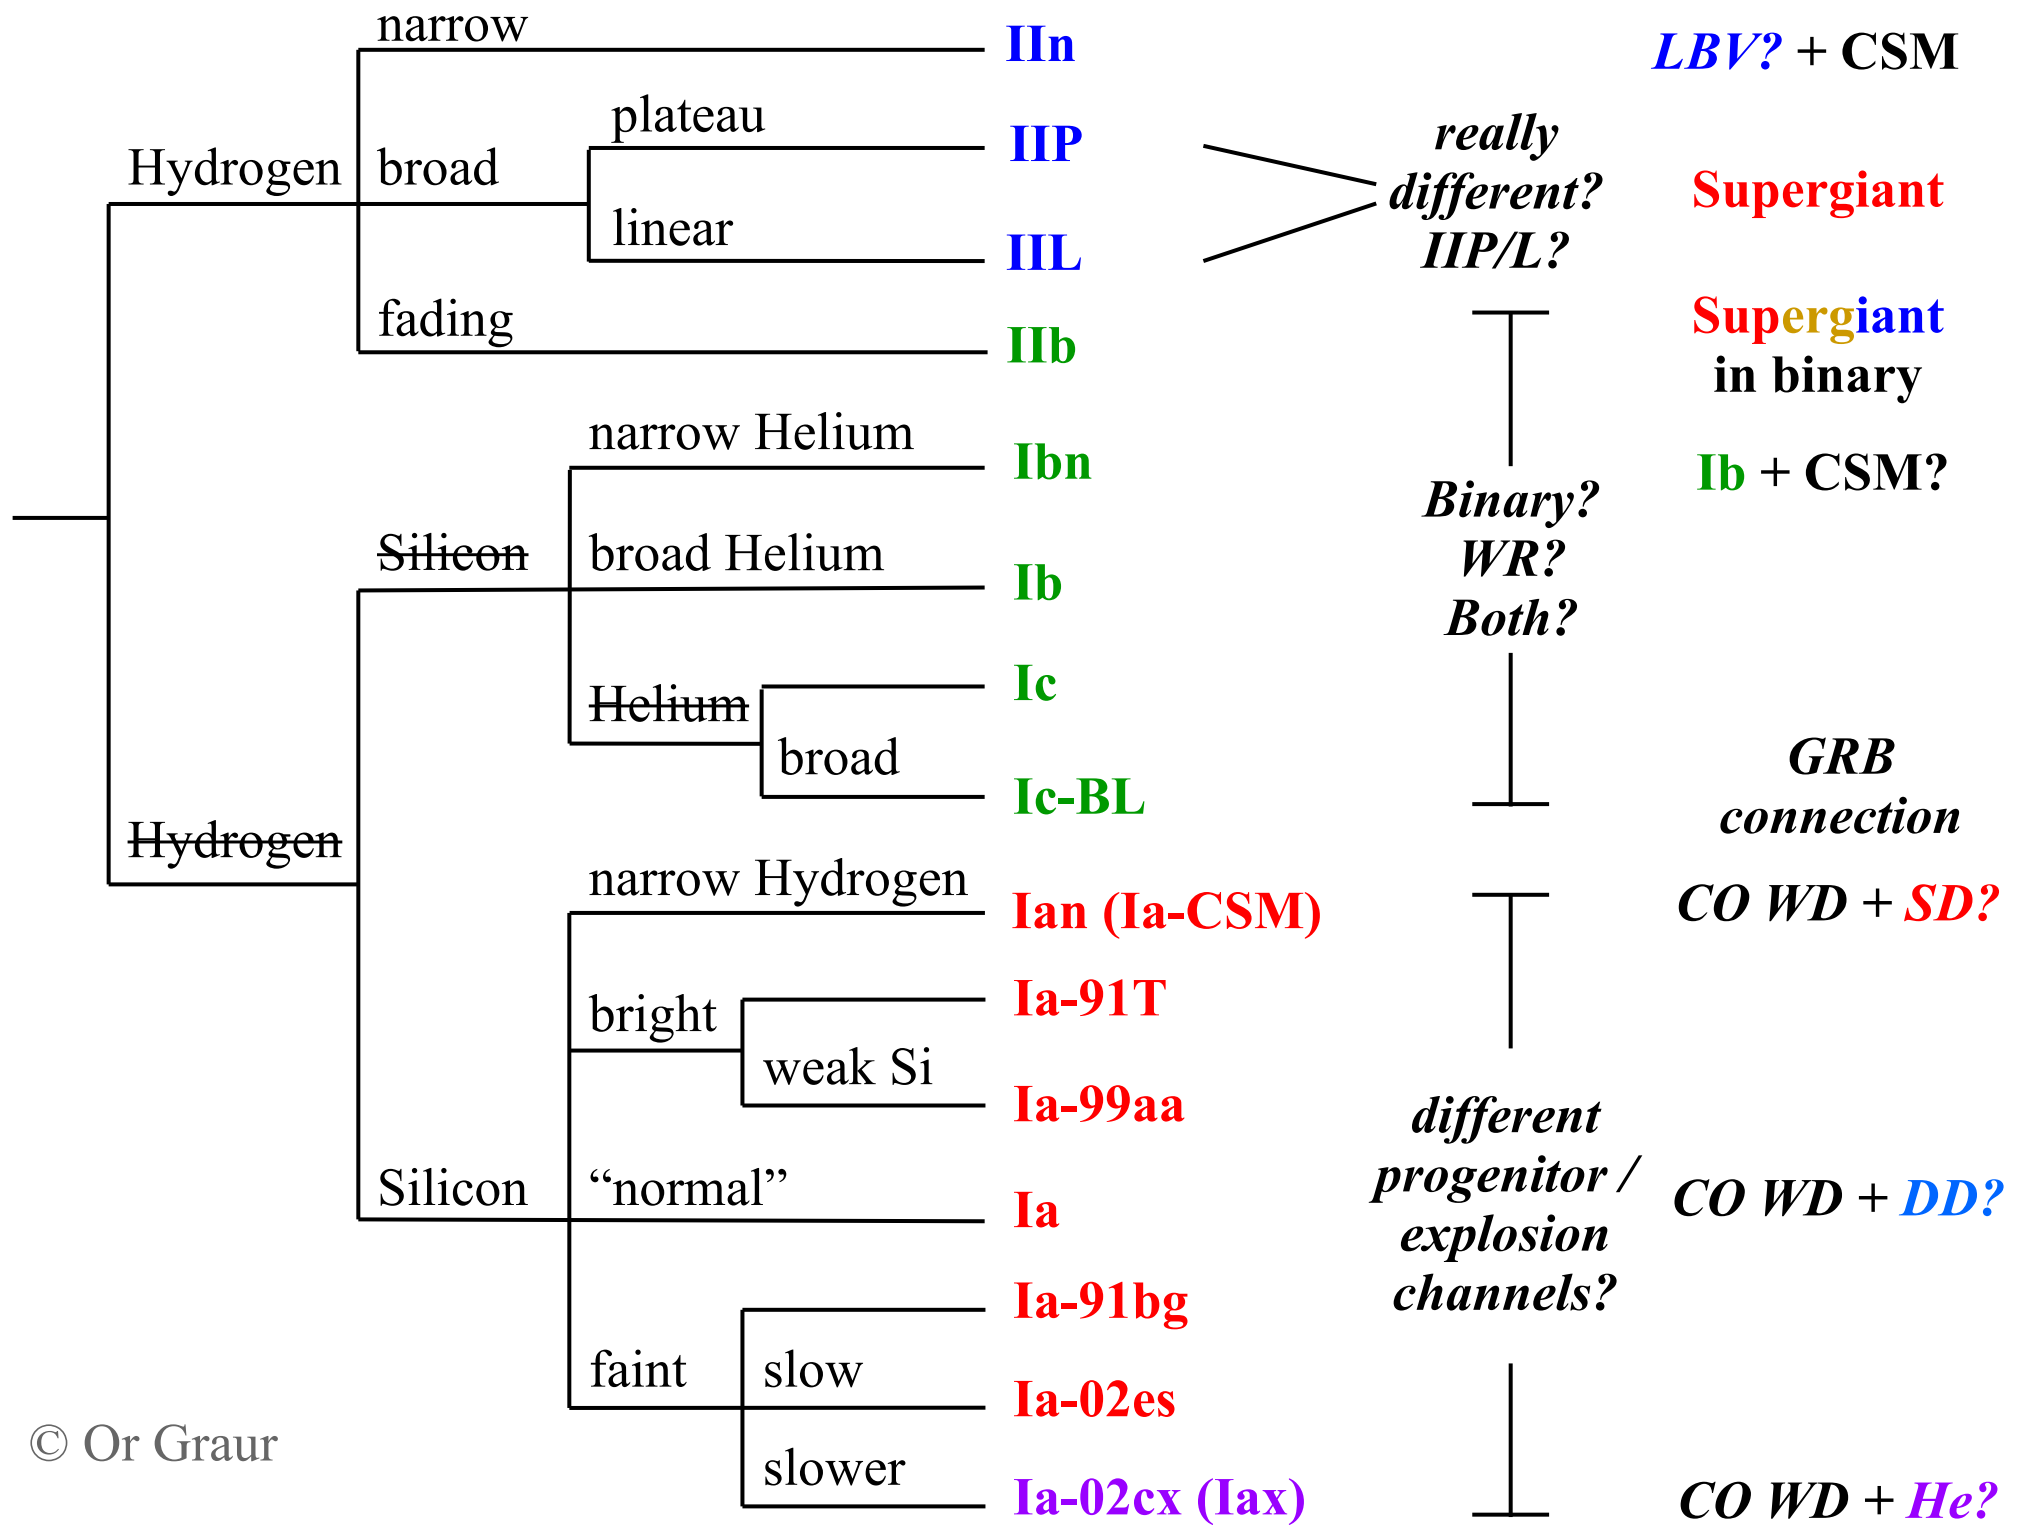 narrow
IIn
LBV? + CSM
plateau
IIP
really
different?
IIP/L?
Hydrogen
broad
Supergiant
linear
IIL
fading
IIb
Supergiant
in binary
narrow Helium
Ibn
Ib + CSM?
Binary?
WR?
Both?
Silicon
broad Helium
Ib
Helium
Ic
broad
Ic-BL
GRB
connection
Hydrogen
narrow Hydrogen
Ian (Ia-CSM)
CO WD + SD?
bright
Ia-91T
weak Si
Ia-99aa
different
progenitor /
explosion
channels?
Silicon
“normal”
Ia
CO WD + DD?
Ia-91bg
faint
slow
Ia-02es
slower
Ia-02cx (Iax)
CO WD + He?
© Or Graur